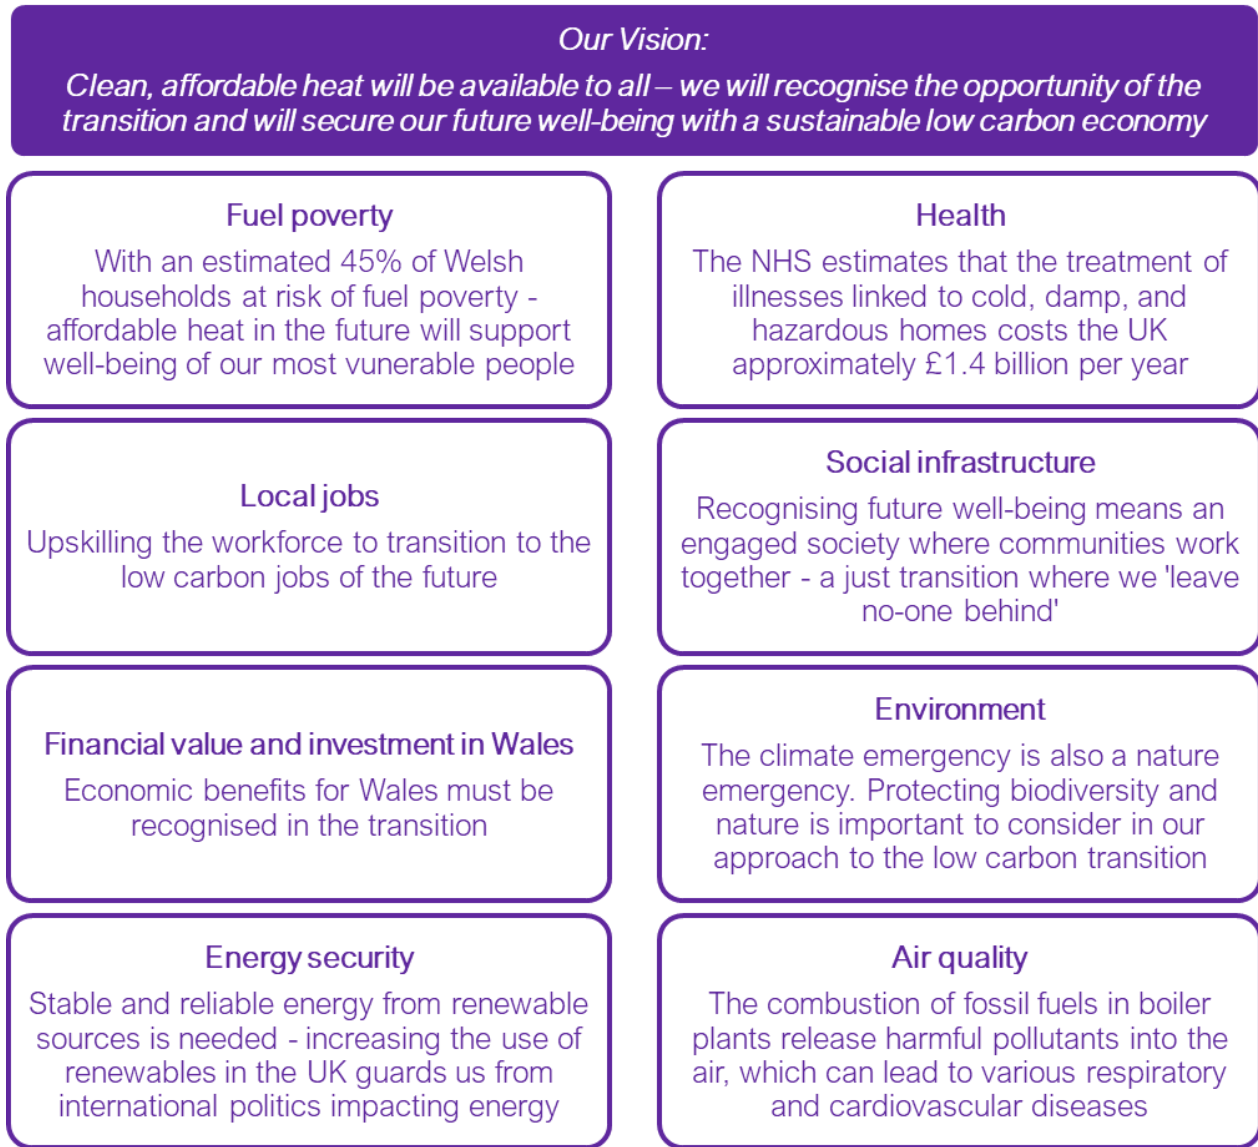 Our Vision:
Clean, affordable heat will be available to all – we will recognise the opportunity of the
transition and will secure our future well-being with a sustainable low carbon economy
Fuel poverty
With an estimated 45% of Welsh
households at risk of fuel poverty -
affordable heat in the future will support
well-being of our most vunerable people
Health
The NHS estimates that the treatment of
illnesses linked to cold, damp, and
hazardous homes costs the UK
approximately £1.4 billion per year
Local jobs
Upskilling the workforce to transition to the
low carbon jobs of the future
Social infrastructure
Recognising future well-being means an
engaged society where communities work
together - a just transition where we 'leave
no-one behind'
Financial value and investment in Wales
Economic benefits for Wales must be
recognised in the transition
Environment
The climate emergency is also a nature
emergency. Protecting biodiversity and
nature is important to consider in our
approach to the low carbon transition
Energy security
Stable and reliable energy from renewable
sources is needed - increasing the use of
renewables in the UK guards us from
international politics impacting energy
Air quality
The combustion of fossil fuels in boiler
plants release harmful pollutants into the
air, which can lead to various respiratory
and cardiovascular diseases